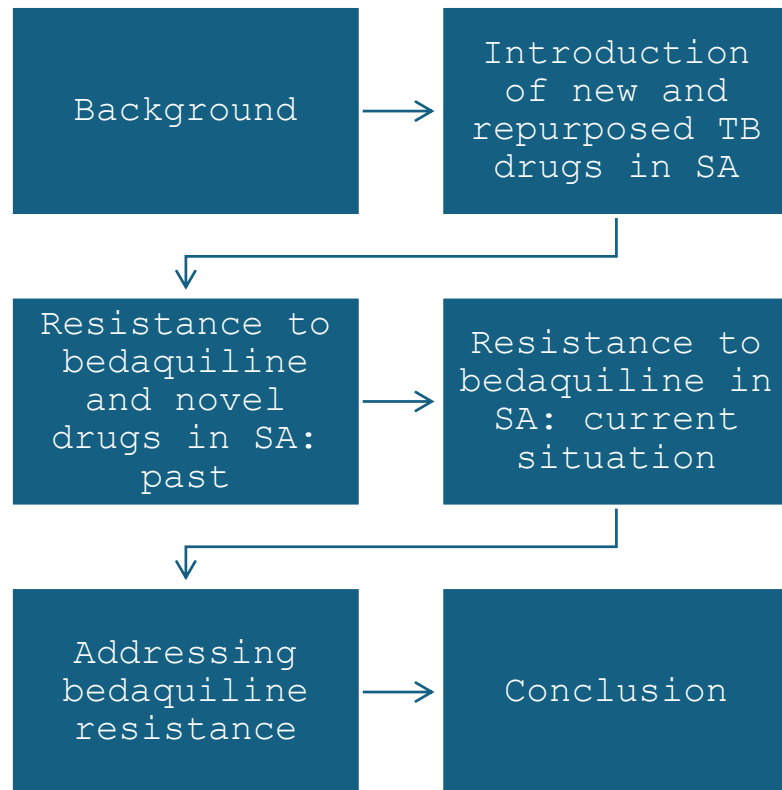 Background
Introduction
of new and
repurposed TB
drugs in SA
Resistance to
bedaquiline
and novel
drugs in SA:
past
Resistance to
bedaquiline in
SA: current
situation
Addressing
bedaquiline
resistance
Conclusion